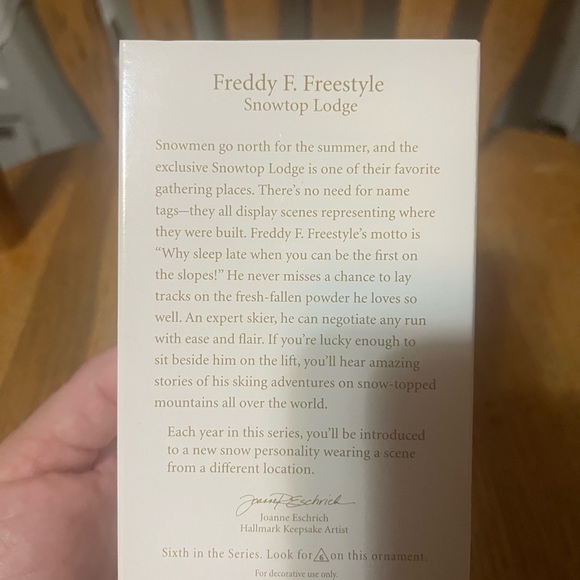 Freddy F. Freestyle
Snowtop Lodge
Snowmen go north for the summer, and the
exclusive Snowtop Lodge is one of their favorite
gathering places. There's no need for name
tags—they all display scenes representing where
they were built. Freddy F. Freestyle's motto is
"Why sleep late when you can be the first on
the slopes!" He never misses a chance to lay
tracks on the fresh-fallen powder he loves so
well. An expert skier, he can negotiate any run
with ease and flair. If you're lucky enough to
sit beside him on the lift, you'll hear amazing
stories of his skiing adventures on snow-topped
mountains all over the world.
Each year in this series, you'll be introduced
to a new snow personality wearing a scene
from a different location.
Joanne Eschrich
Joanne Eschrich
Hallmark Keepsake Artist
Sixth in the Series. Look for 6 on this ornament.
For decorative use only.